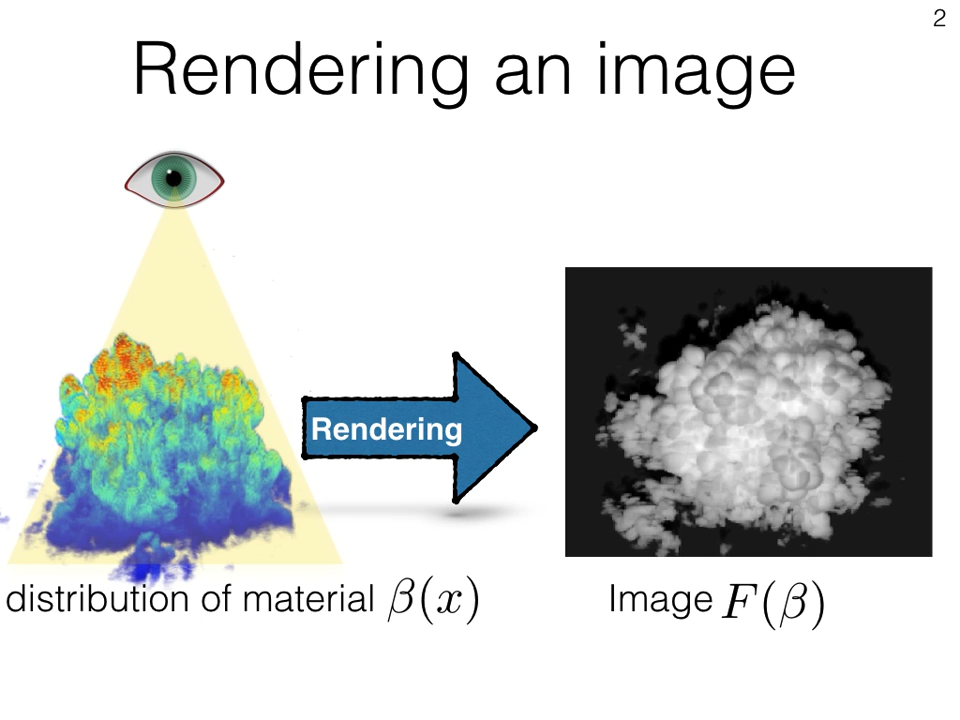 2
Rendering an image
Rendering
distribution of material β(x)
Image F(β)